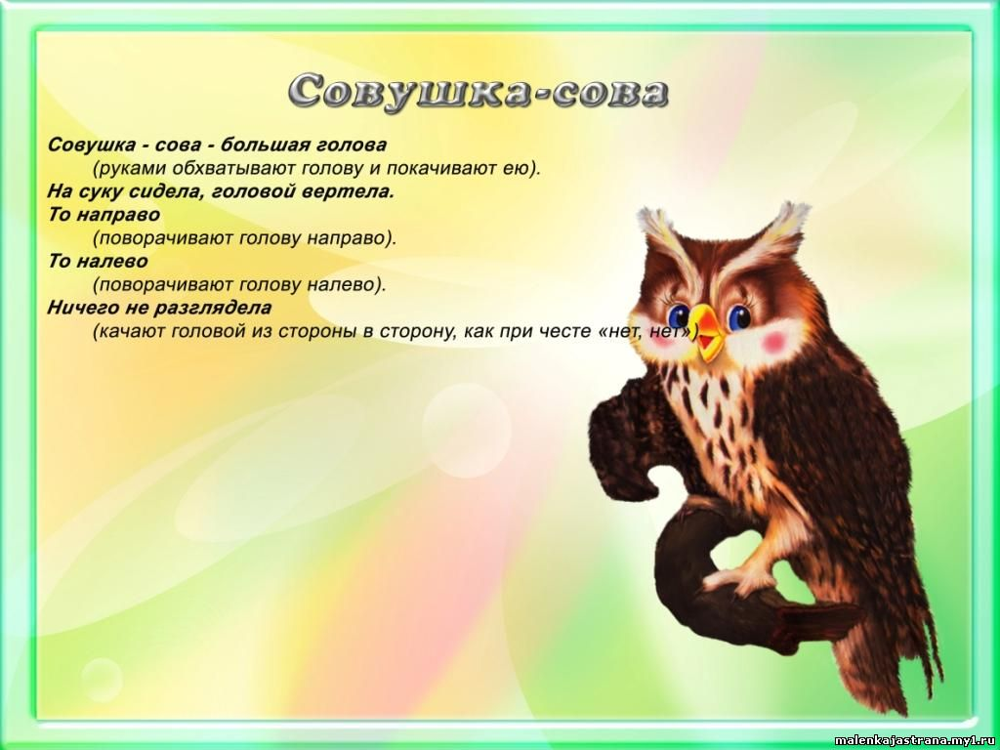 Совушка-сова
Совушка - сова - большая голова
(руками обхватывают голову и покачивают ею).
На суку сидела, головой вертела.
То направо
(поворачивают голову направо).
То налево
(поворачивают голову налево).
Ничего не разглядела
(качают головой из стороны в сторону, как при честе «нет, нет»).
malenkajastrana.my1.ru